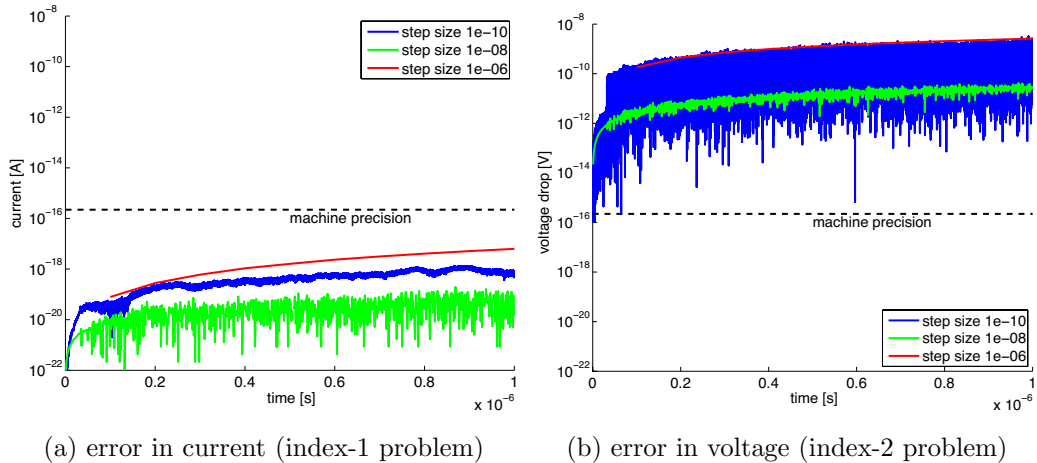 10^-8
10^-10
10^-12
10^-14
10^-16
10^-18
10^-20
10^-22
current [A]
step size 1e−10
step size 1e−08
step size 1e−06
machine precision
0 0.2 0.4 0.6 0.8 1
time [s]
x 10^-6
(a) error in current (index-1 problem)
10^-8
10^-10
10^-12
10^-14
10^-16
10^-18
10^-20
10^-22
voltage drop [V]
machine precision
step size 1e−10
step size 1e−08
step size 1e−06
0 0.2 0.4 0.6 0.8 1
time [s]
x 10^-6
(b) error in voltage (index-2 problem)